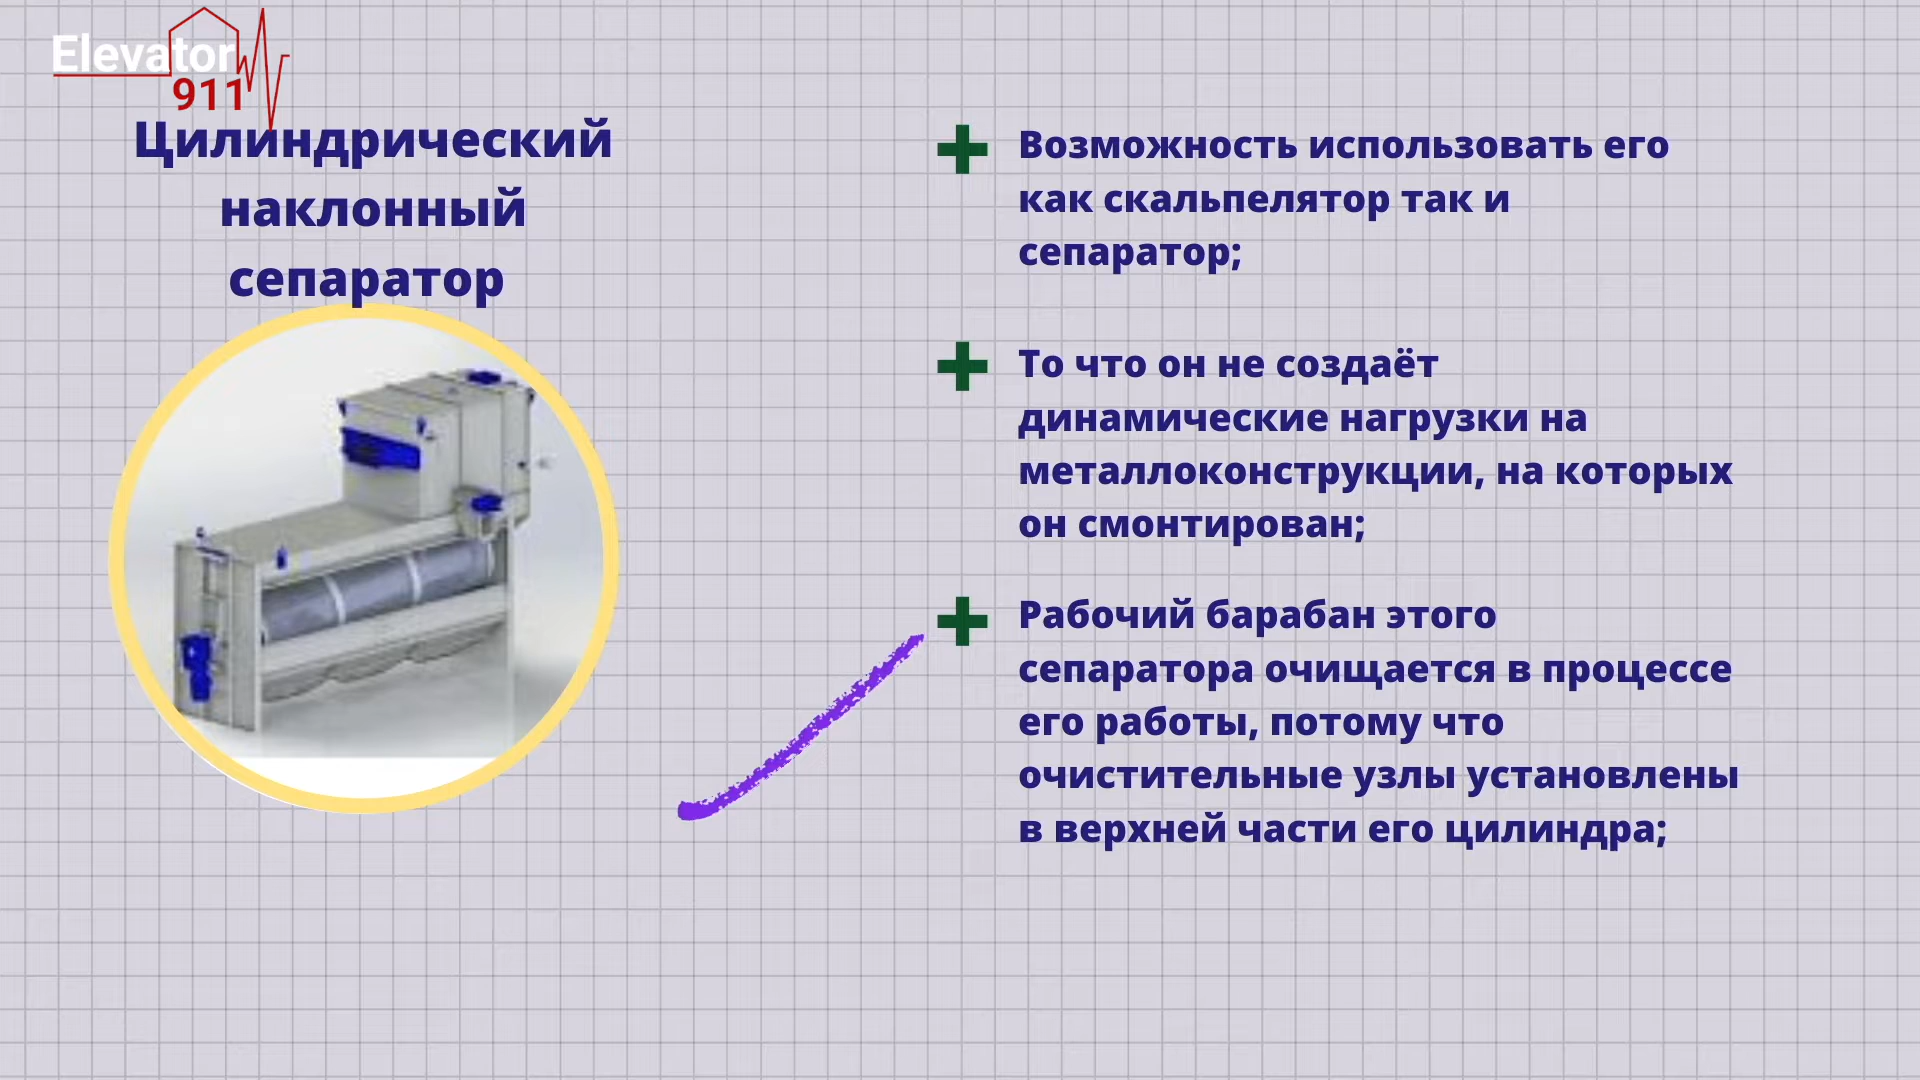 Elevator
911
Цилиндрический
наклонный
сепаратор
Возможность использовать его
как скальпелятор так и
сепаратор;
То что он не создаёт
динамические нагрузки на
металлоконструкции, на которых
он смонтирован;
Рабочий барабан этого
сепаратора очищается в процессе
его работы, потому что
очистительные узлы установлены
в верхней части его цилиндра;